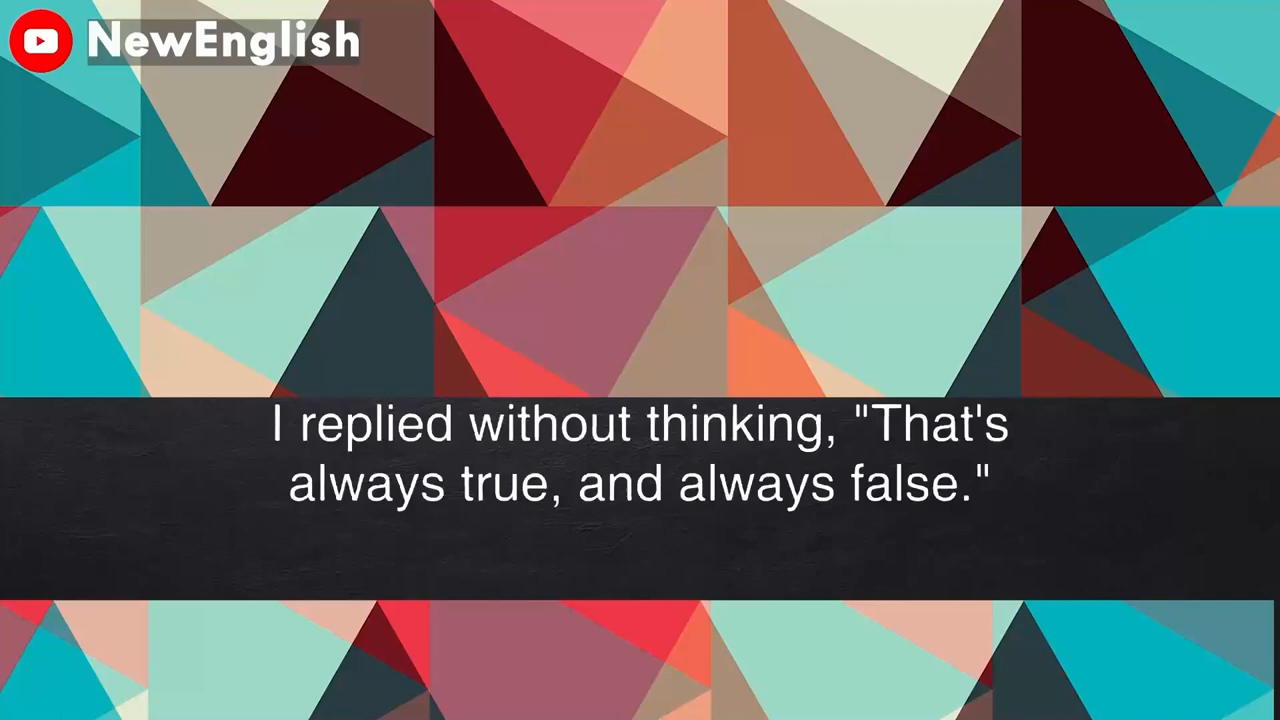 NewEnglish
I replied without thinking, "That's
always true, and always false."